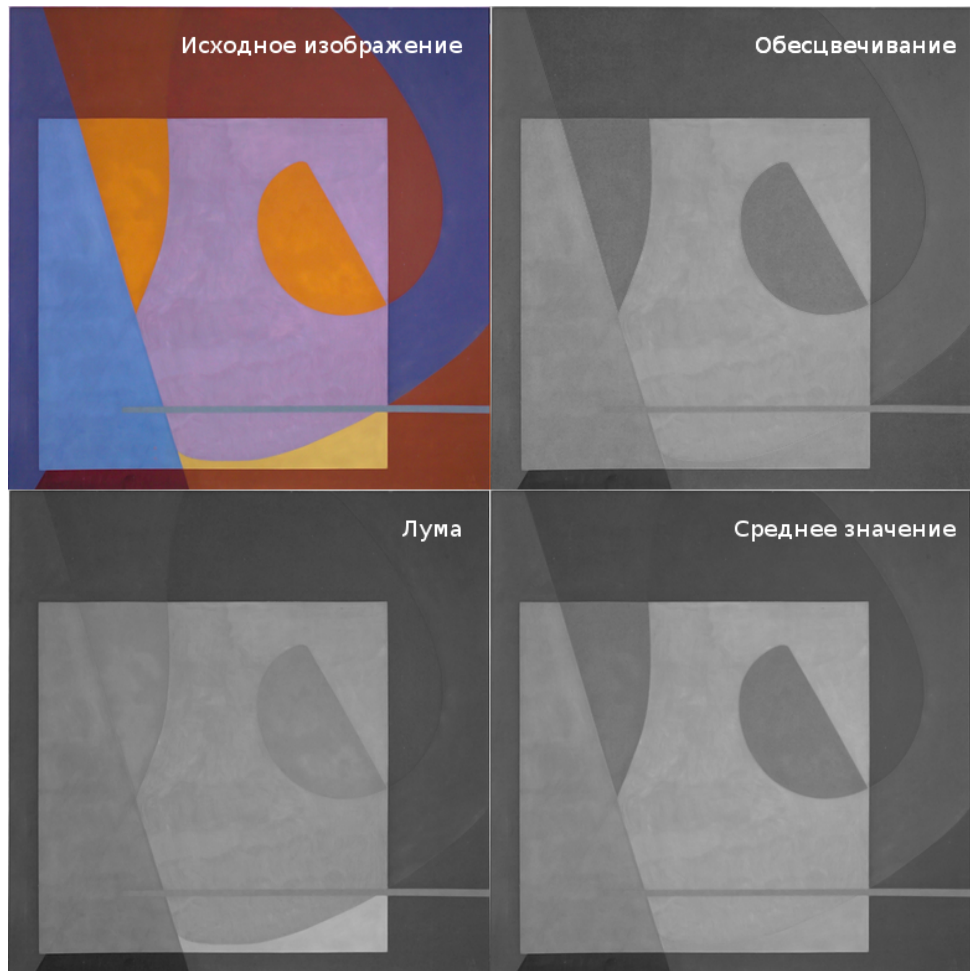 Исходное изображение
Обесцвечивание
Лума
Среднее значение